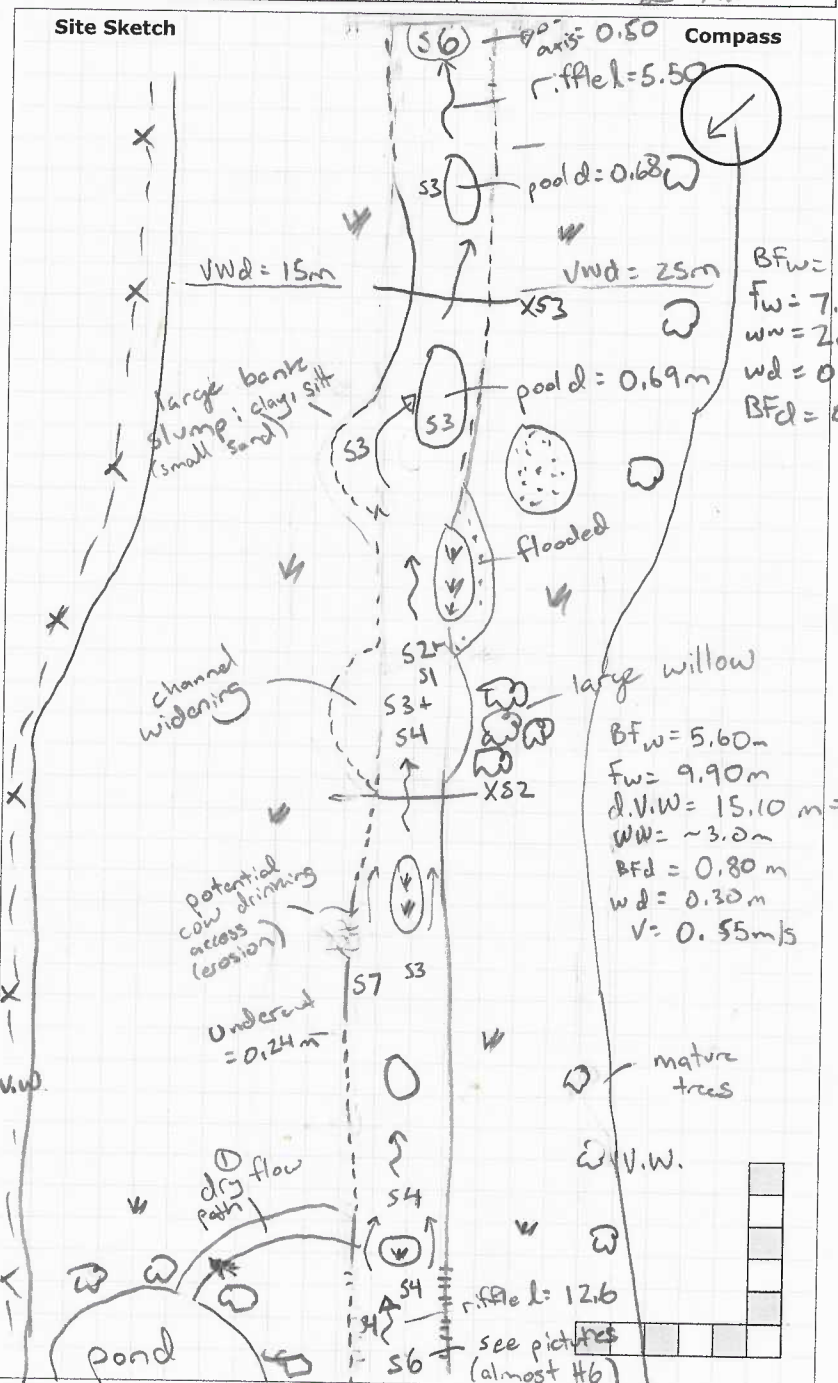 Site Sketch
Compass
S6
axis = 0.50
riffle l = 5.50
S3
pool d = 0.68
VWd = 15m
VWd = 25m
XS3
BFw =
fw = 7.
ww = 2.
wd = 0
BFd =
large bank
slump; clay, silt
(small sand)
S3
S3
pool d = 0.69m
flooded
S2
S1
S3+
S4
channel
widening
large willow
XS2
BFw = 5.60m
Fw = 9.90m
d.V.W = 15.10 m
WW = ~3.0m
BFd = 0.80 m
wd = 0.30 m
V = 0.55m/s
potential
cow drinking
access
(erosion)
S7
S3
Undercut
= 0.24 m
mature
trees
V.W.
V.W.
①
dry flow
path
S4
S4
riffle l = 12.6
S6
see pictures
(almost #6)
pond